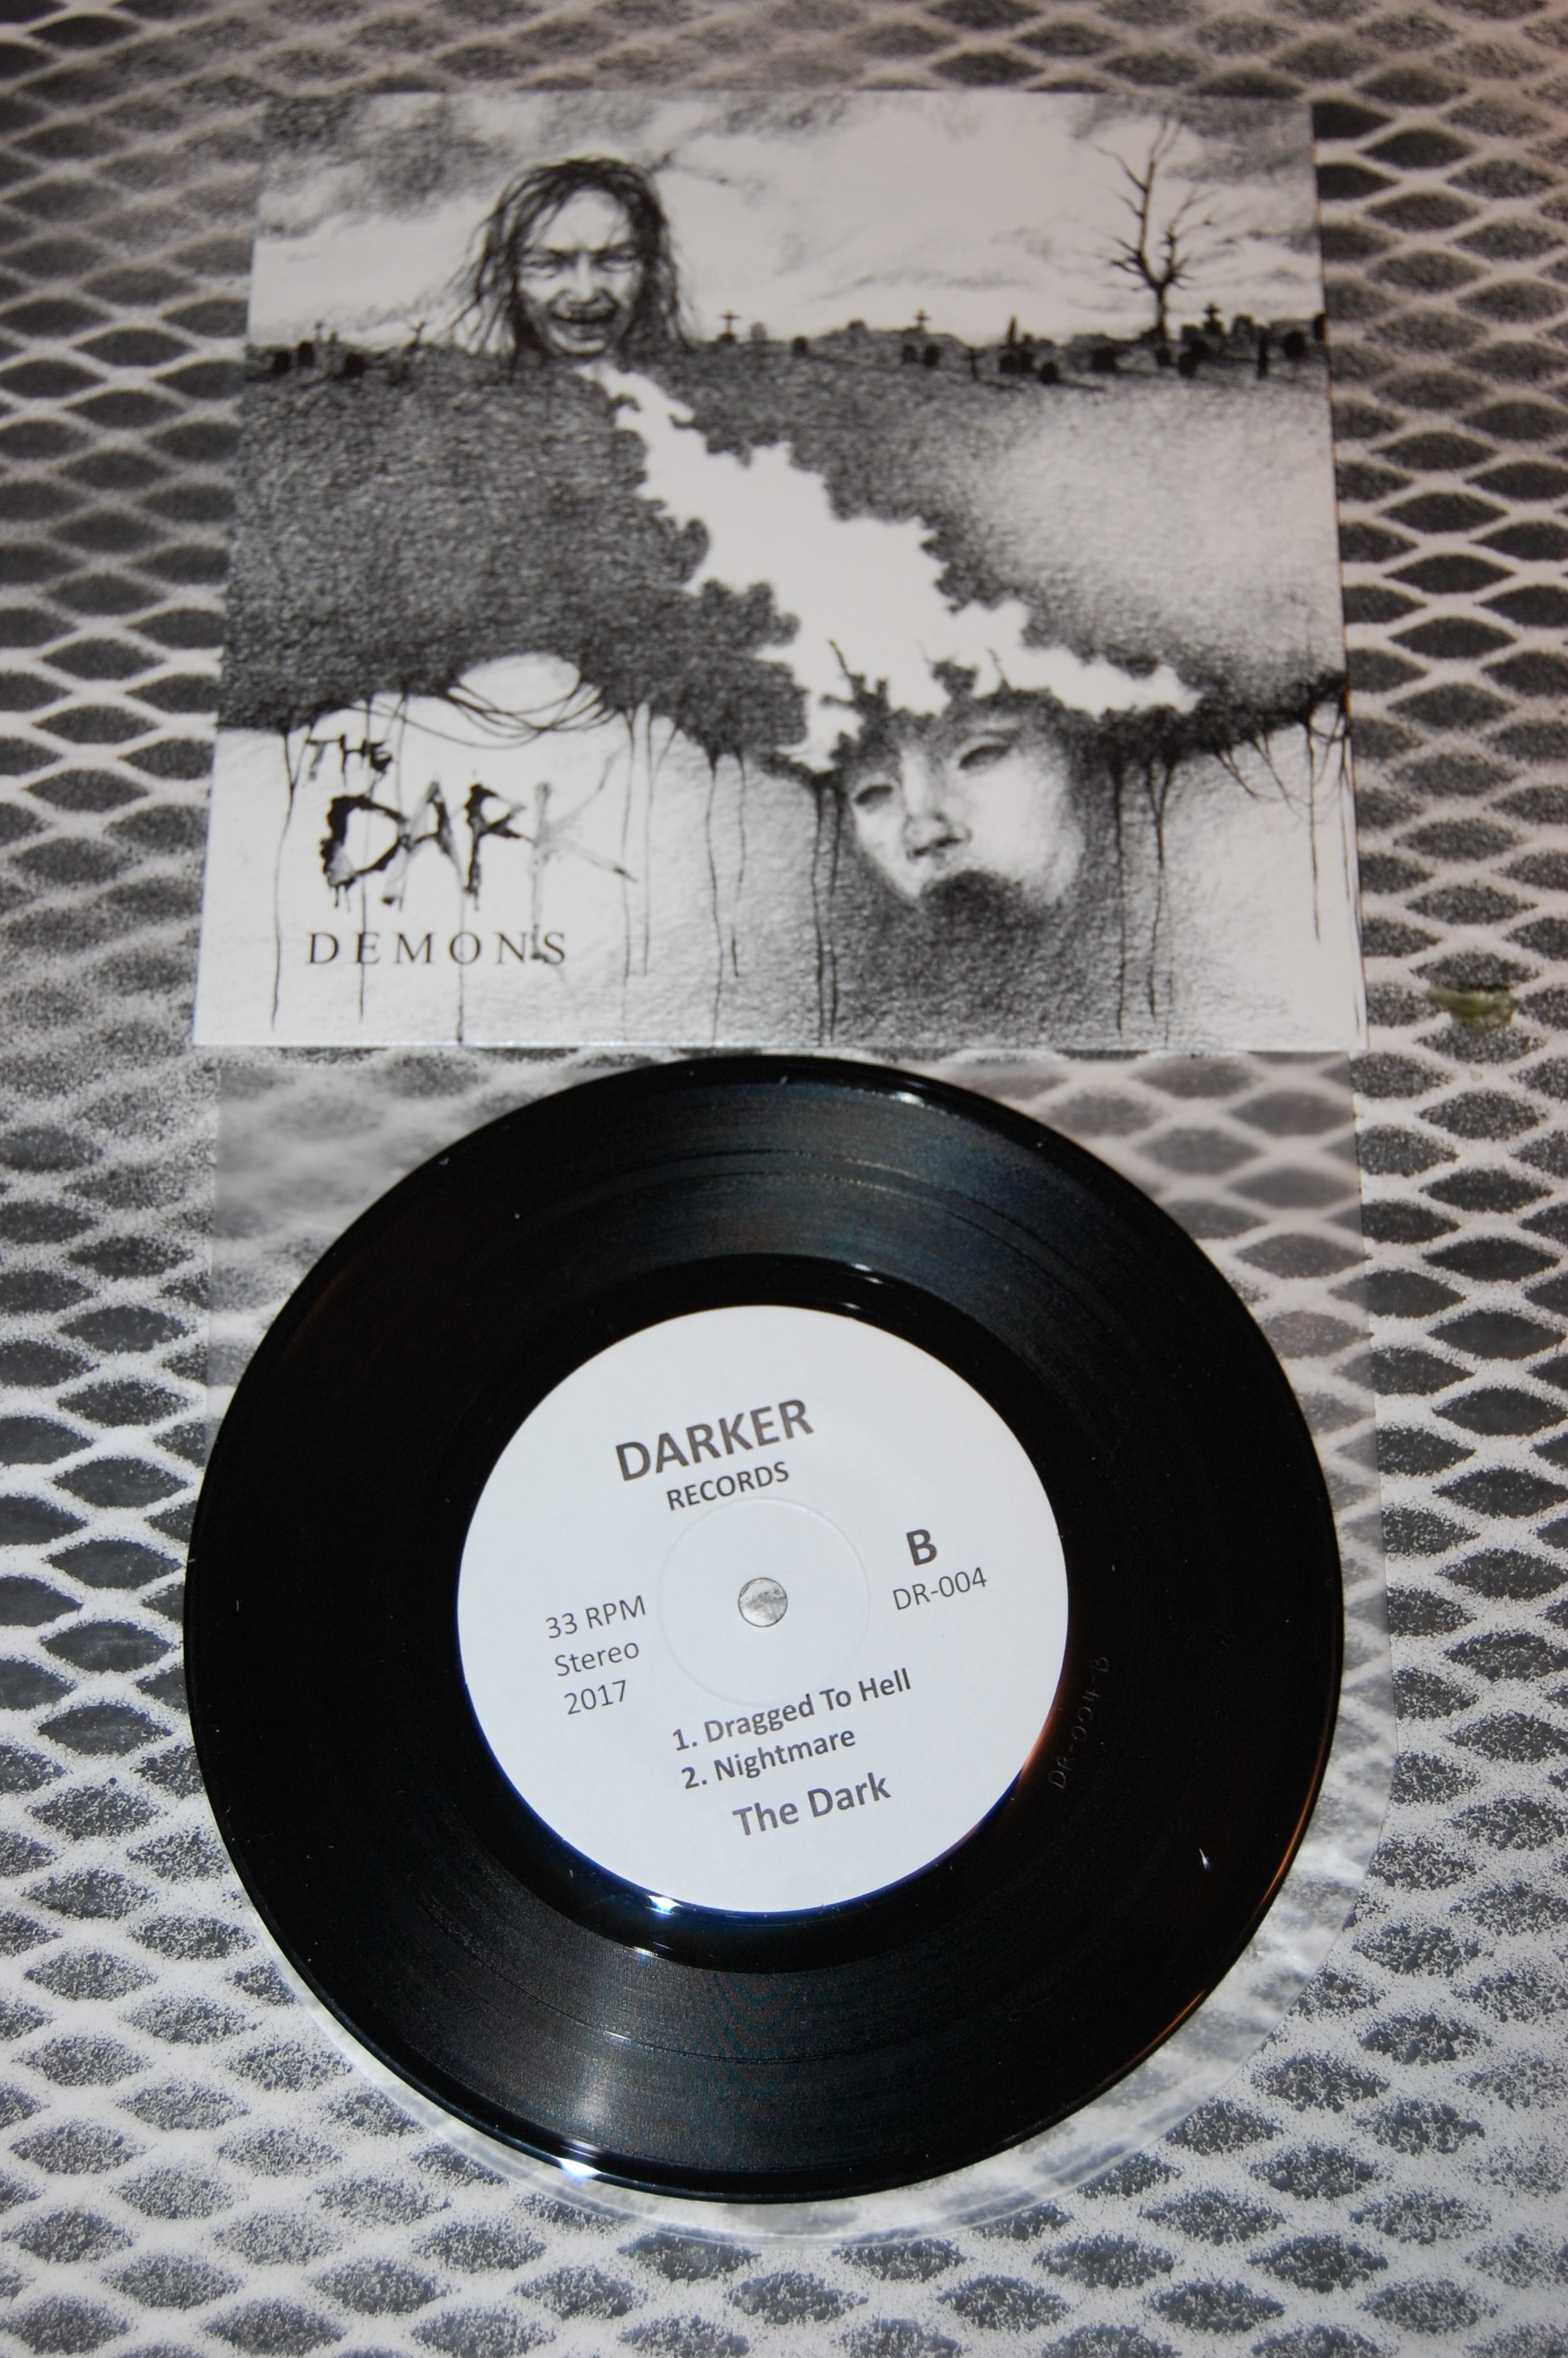 THE
DARK
DEMONS
DARKER
RECORDS
B
DR-004
33 RPM
Stereo
2017
1. Dragged To Hell
2. Nightmare
The Dark
DR-004-B